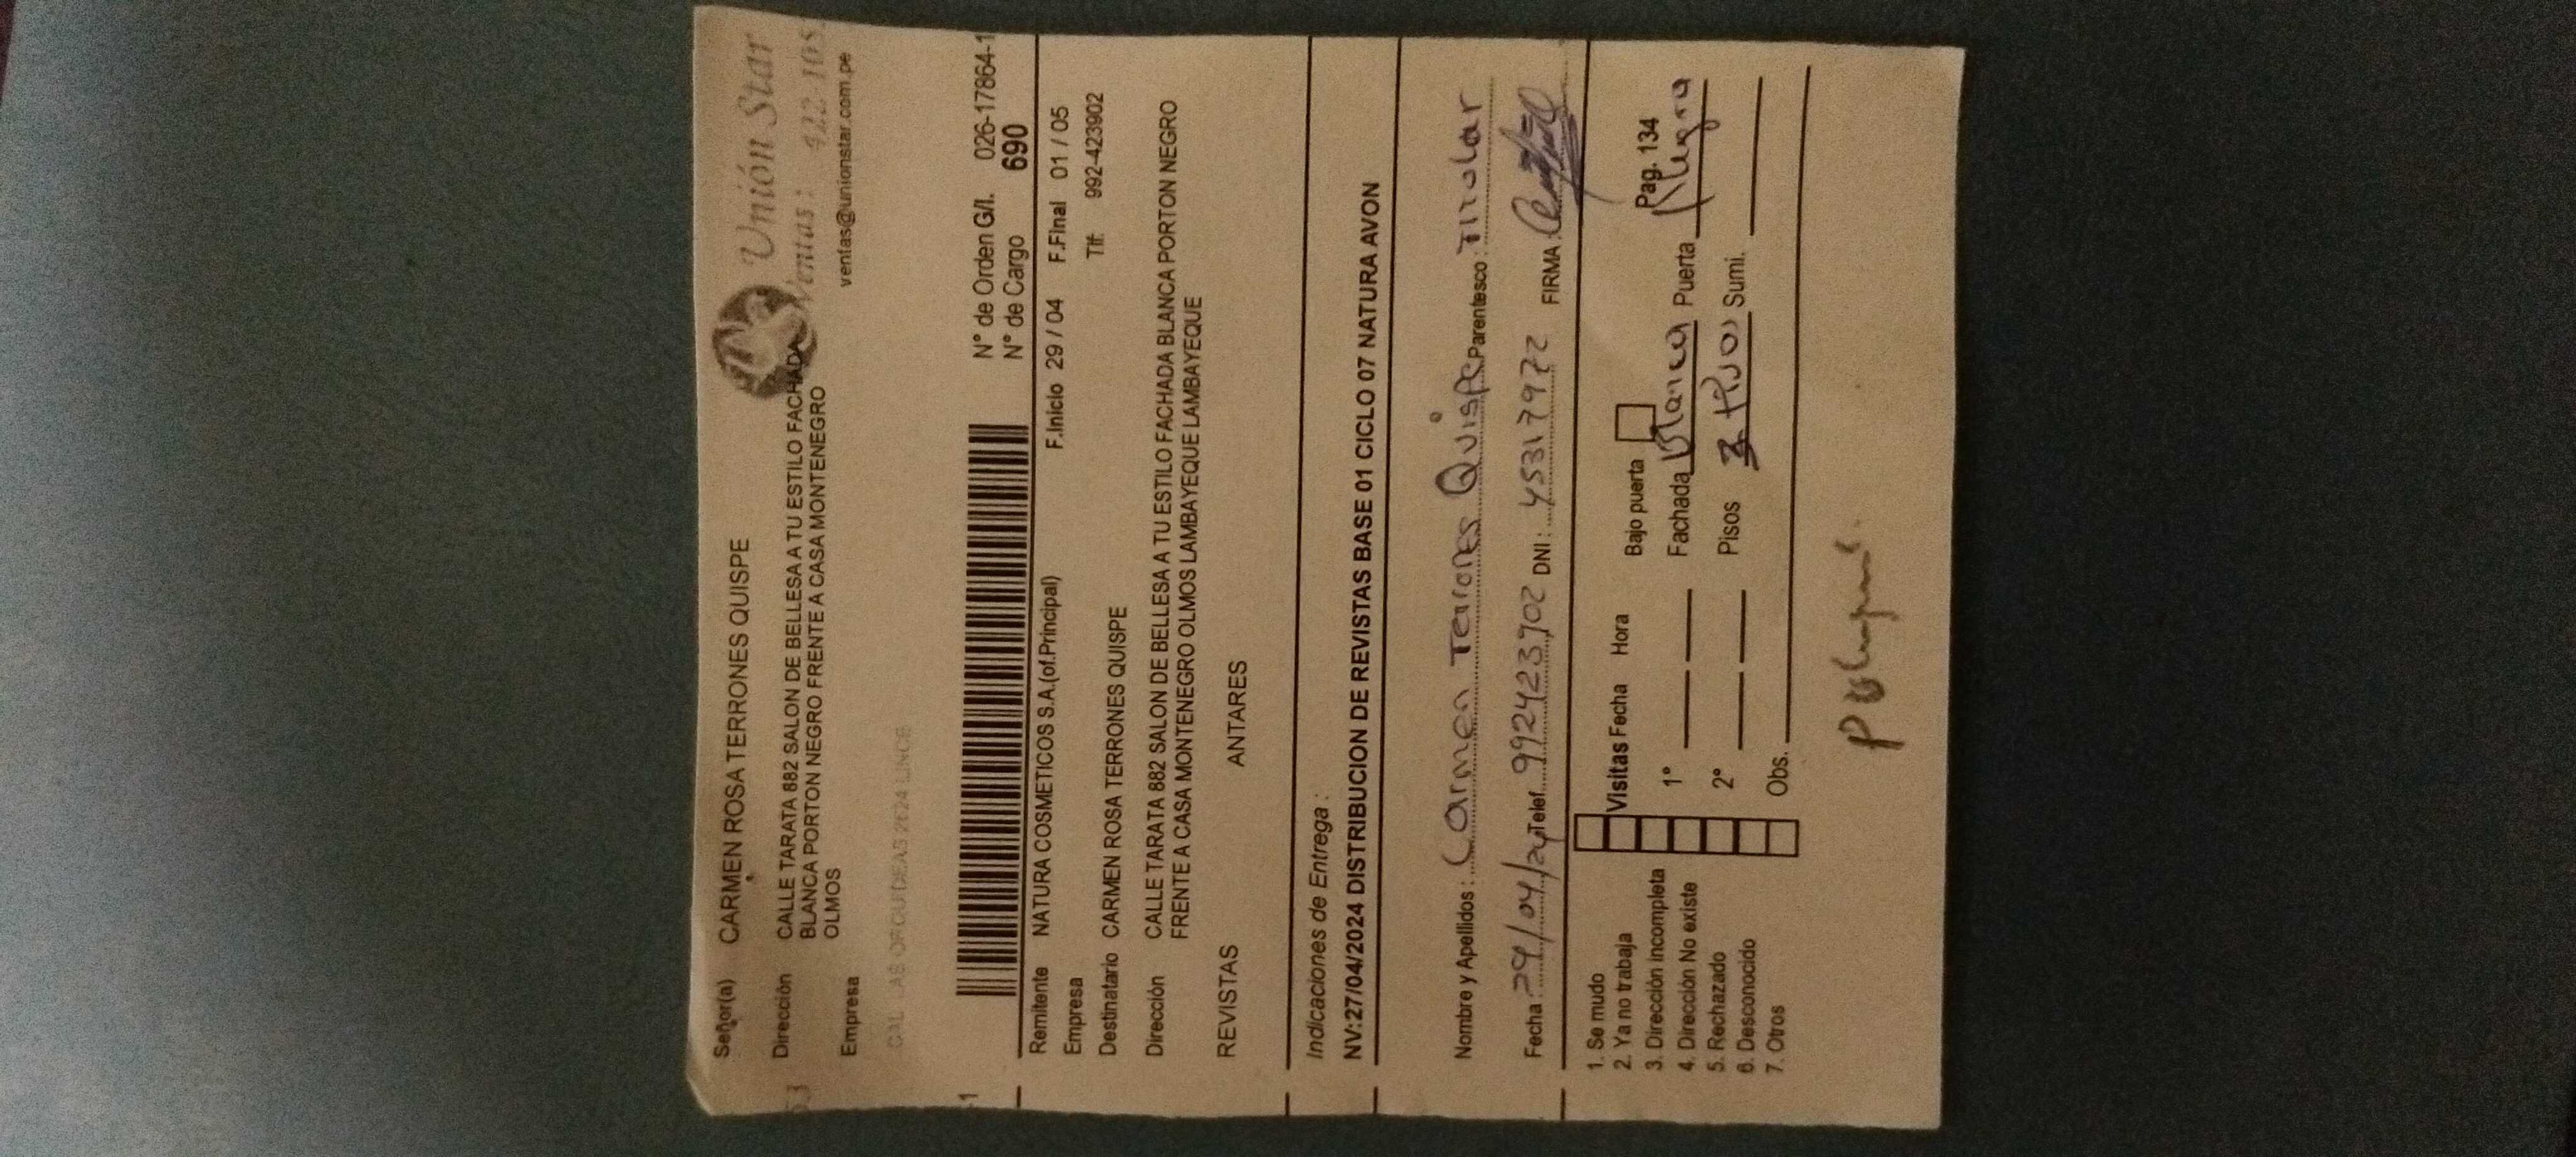 Señor(a) CARMEN ROSA TERRONES QUISPE
Unión Star
Dirección CALLE TARATA 882 SALON DE BELLESA A TU ESTILO FACHADA
BLANCA PORTON NEGRO FRENTE A CASA MONTENEGRO
OLMOS
Ventas: 422-105
Empresa
ventas@unionstar.com.pe
CAL LAS ORQUIDEAS 2624 LINCE
-1
N° de Orden G/I. 026-17864-1
N° de Cargo 690
Remitente NATURA COSMETICOS S.A.(of.Principal) F.Inicio 29 / 04 F.Final 01 / 05
Empresa
Tlf: 992-423902
Destinatario CARMEN ROSA TERRONES QUISPE
Dirección CALLE TARATA 882 SALON DE BELLESA A TU ESTILO FACHADA BLANCA PORTON NEGRO
FRENTE A CASA MONTENEGRO OLMOS LAMBAYEQUE LAMBAYEQUE
REVISTAS ANTARES
Indicaciones de Entrega :
NV:27/04/2024 DISTRIBUCION DE REVISTAS BASE 01 CICLO 07 NATURA AVON
Nombre y Apellidos : Carmen Terrones Quispe Parentesco : Titular
Fecha : 29/04/24 Telef. 992423902 DNI : 45317972 FIRMA :
1. Se mudo
2. Ya no trabaja Visitas Fecha Hora Bajo puerta Pag. 134
3. Dirección incompleta
4. Dirección No existe 1° Fachada Blanca Puerta Negra
5. Rechazado 2° Pisos 3 Pisos Sumi.
6. Desconocido
7. Otros Obs.